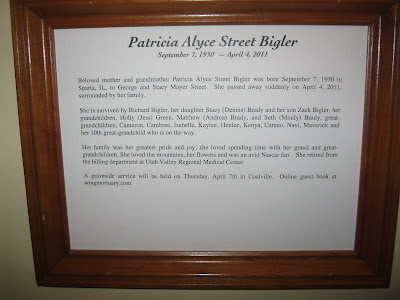 Patricia Alyce Street Bigler
September 7, 1930 — April 4, 2011
Beloved mother and grandmother Patricia Alyce Street Bigler was born September 7, 1930 in
Sparta, IL, to George and Stacy Mayer Street. She passed away suddenly on April 4, 2011,
surrounded by her family.
She is survived by Richard Bigler, her daughter Stacy (Dennis) Brady and her son Zack Bigler, her
grandchildren, Holly (Jess) Green, Matthew (Andrea) Brady, and Seth (Mindy) Brady, great-
grandchildren, Cameron, Cambree, Isabelle, Kaylee, Henlee, Kenya, Cameo, Navi, Maverick and
her 10th great-grandchild who is on the way.
Her family was her greatest pride and joy; she loved spending time with her grand and great-
grandchildren. She loved the mountains, her flowers and was an avid Nascar fan. She retired from
the billing department at Utah Valley Regional Medical Center.
A graveside service will be held on Thursday, April 7th in Coalville. Online guest book at
wingmortuary.com.